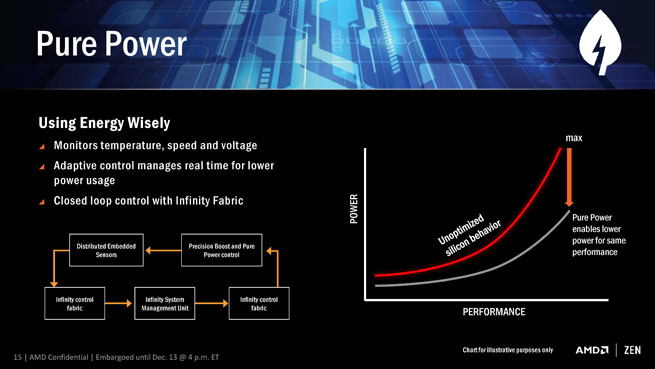 Pure Power
Using Energy Wisely
Monitors temperature, speed and voltage
Adaptive control manages real time for lower
power usage
Closed loop control with Infinity Fabric
Distributed Embedded
Sensors
Precision Boost and Pure
Power control
Infinity control
fabric
Infinity System
Management Unit
Infinity control
fabric
max
POWER
Unoptimized
silicon behavior
Pure Power
enables lower
power for same
performance
PERFORMANCE
Chart for illustrative purposes only
AMD | ZEN
15 | AMD Confidential | Embargoed until Dec. 13 @ 4 p.m. ET